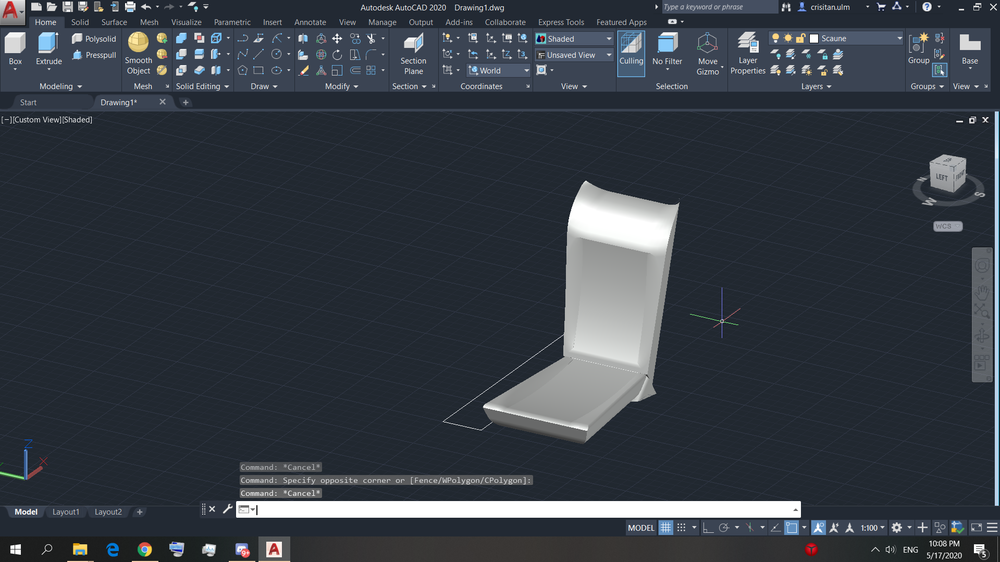 Autodesk AutoCAD 2020 Drawing1.dwg
Type a keyword or phrase
crisitan.ulm
Home Solid Surface Mesh Visualize Parametric Insert Annotate View Manage Output Add-ins Collaborate Express Tools Featured Apps
Box
Extrude
Polysolid
Presspull
Smooth
Object
Section
Plane
World
Shaded
Unsaved View
Culling
No Filter
Move
Gizmo
Layer
Properties
Scaune
Group
Base
Modeling
Mesh
Solid Editing
Draw
Modify
Section
Coordinates
View
Selection
Layers
Groups
View
Start
Drawing1*
[−][Custom View][Shaded]
LEFT
FRONT
N
W
S
WCS
Z
X
Command: *Cancel*
Command: Specify opposite corner or [Fence/WPolygon/CPolygon]:
Command: *Cancel*
Model
Layout1
Layout2
MODEL
1:100
9+
ENG
10:08 PM
5/17/2020
5